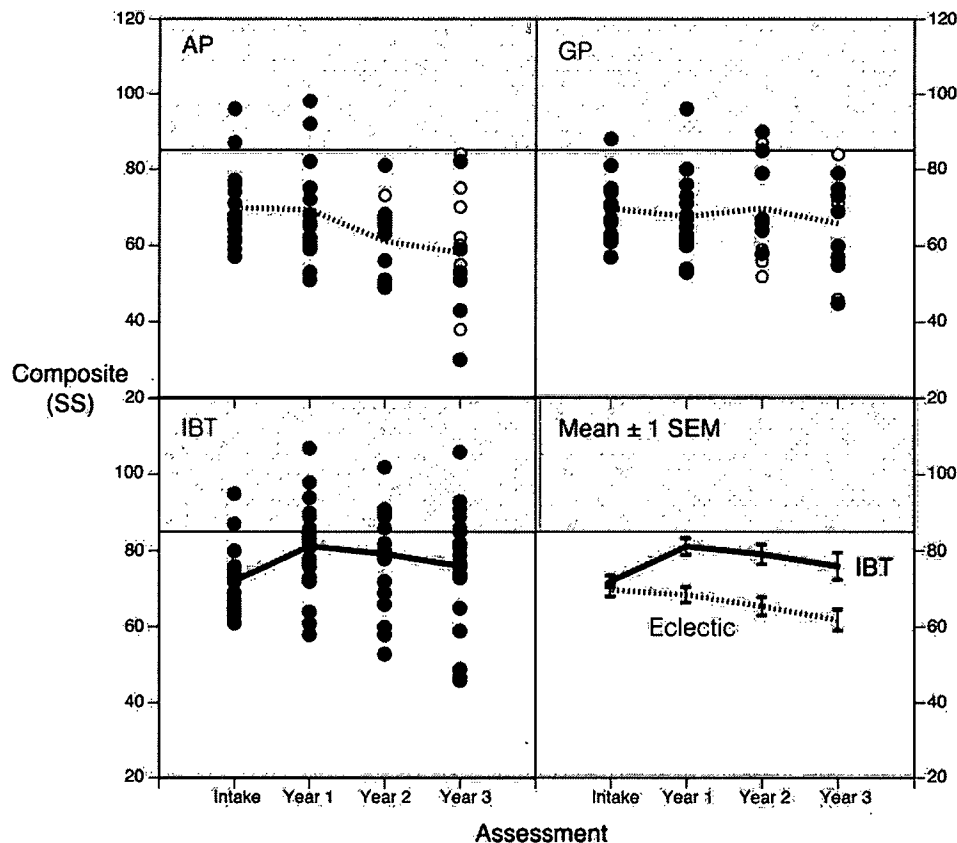 120
100
80
60
40
20
AP
GP
120
100
80
60
40
20
Composite
(SS)
100
80
60
40
20
IBT
Mean ± 1 SEM
IBT
Eclectic
100
80
60
40
20
Intake Year 1 Year 2 Year 3
Intake Year 1 Year 2 Year 3
Assessment